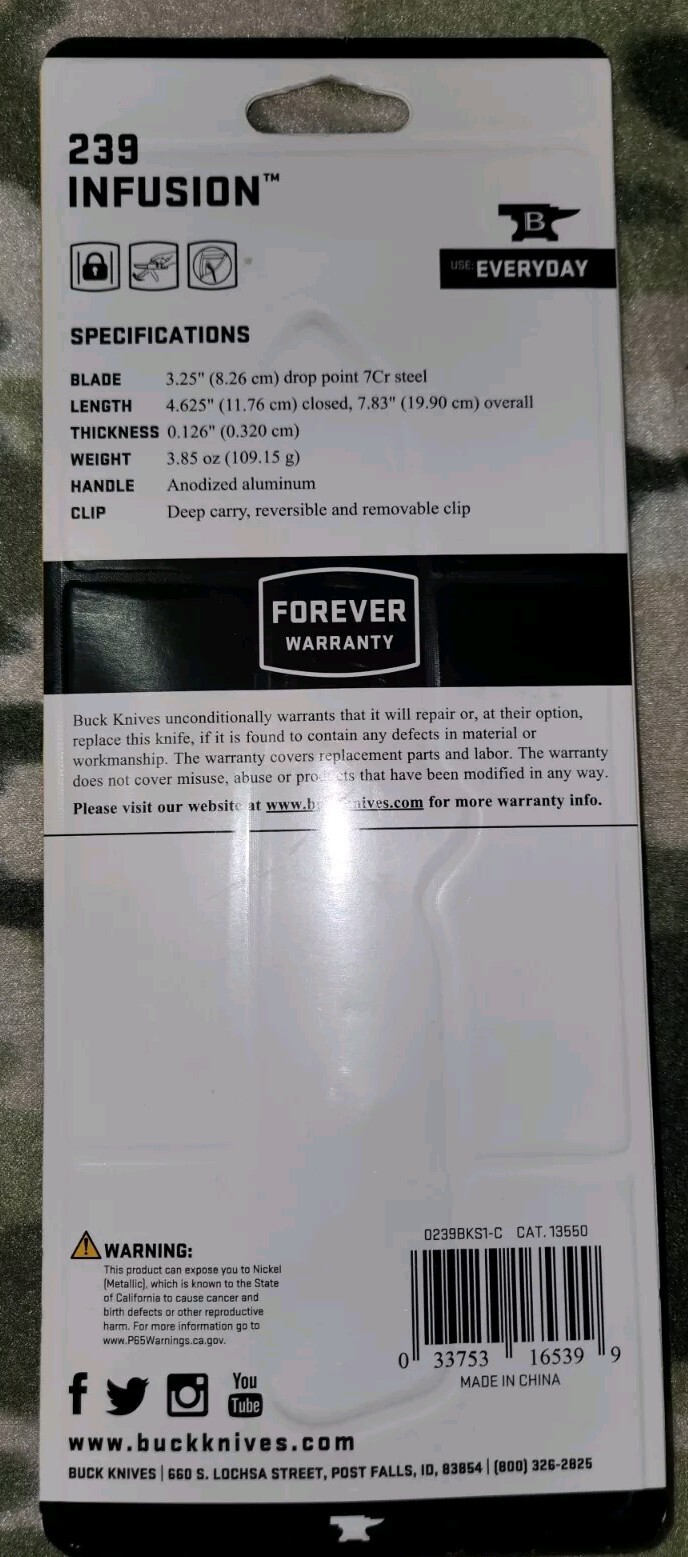 239
INFUSION™
B
USE: EVERYDAY
SPECIFICATIONS
BLADE 3.25" (8.26 cm) drop point 7Cr steel
LENGTH 4.625" (11.76 cm) closed, 7.83" (19.90 cm) overall
THICKNESS 0.126" (0.320 cm)
WEIGHT 3.85 oz (109.15 g)
HANDLE Anodized aluminum
CLIP Deep carry, reversible and removable clip
FOREVER
WARRANTY
Buck Knives unconditionally warrants that it will repair or, at their option,
replace this knife, if it is found to contain any defects in material or
workmanship. The warranty covers replacement parts and labor. The warranty
does not cover misuse, abuse or products that have been modified in any way.
Please visit our website at www.buckknives.com for more warranty info.
WARNING:
This product can expose you to Nickel
(Metallic), which is known to the State
of California to cause cancer and
birth defects or other reproductive
harm. For more information go to
www.P65Warnings.ca.gov.
0239BKS1-C CAT. 13550
0 33753 16539 9
MADE IN CHINA
f You
Tube
www.buckknives.com
BUCK KNIVES | 660 S. LOCHSA STREET, POST FALLS, ID, 83854 | (800) 326-2825